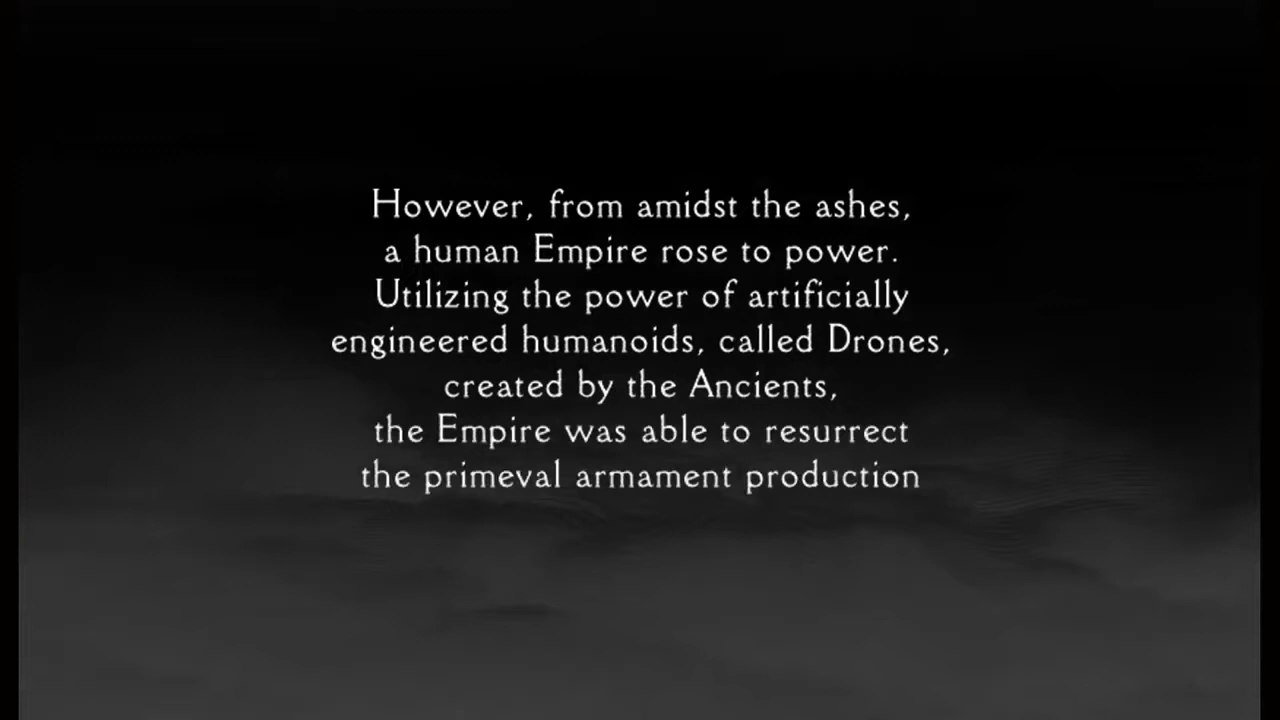 However, from amidst the ashes,
a human Empire rose to power.
Utilizing the power of artificially
engineered humanoids, called Drones,
created by the Ancients,
the Empire was able to resurrect
the primeval armament production